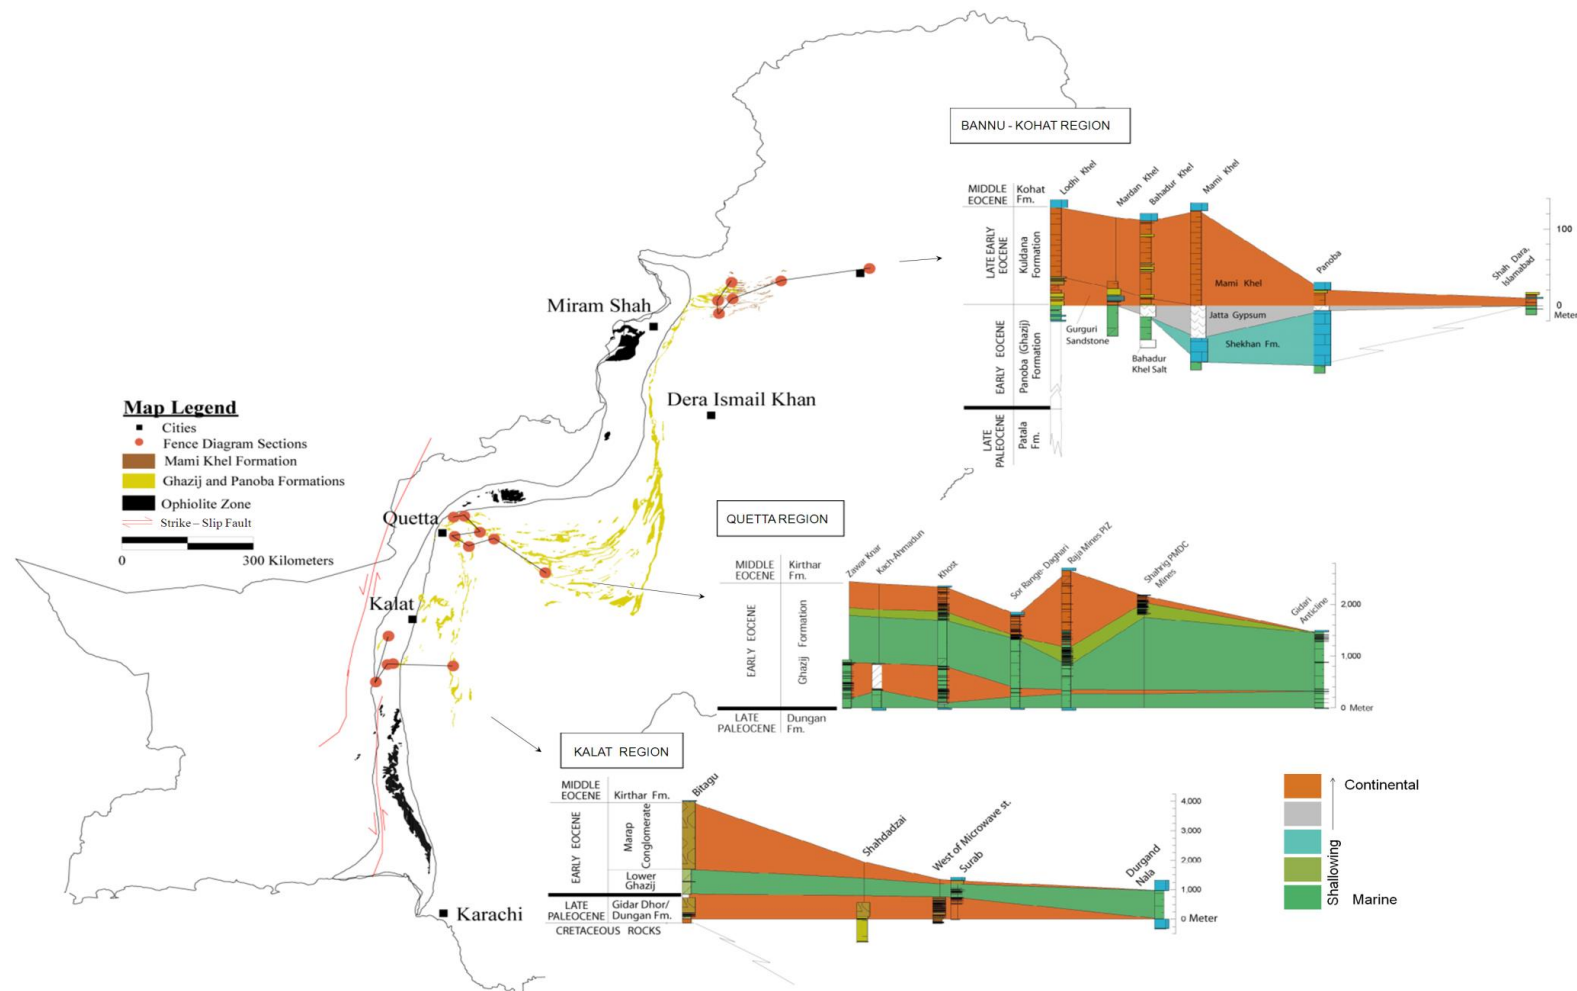 BANNU - KOHAT REGION
MIDDLE
EOCENE
Kohat
Fm.
LATE EARLY
EOCENE
Kuldana
Formation
EARLY EOCENE
Panoba (Ghazij)
Formation
LATE
PALEOCENE
Patala
Fm.
Lodhi Khel
Mardan Khel
Bahadur Khel
Mami Khel
Panoba
Shah Dara,
Islamabad
Mami Khel
Jatta Gypsum
Shekhan Fm.
Gurguri
Sandstone
Bahadur
Khel Salt
100
0
Meter
Miram Shah
Dera Ismail Khan
Quetta
Kalat
Karachi
Map Legend
Cities
Fence Diagram Sections
Mami Khel Formation
Ghazij and Panoba Formations
Ophiolite Zone
Strike – Slip Fault
0
300 Kilometers
QUETTA REGION
MIDDLE
EOCENE
Kirthar
Fm.
EARLY EOCENE
Ghazij Formation
LATE
PALEOCENE
Dungan
Fm.
Zawar Knar
Kach-Ahmadun
Khost
Sor Range- Daghari
Raja Mines PIZ
Shahrig PMDC
Mines
Gidari
Anticline
2,000
1,000
0 Meter
KALAT REGION
MIDDLE
EOCENE
Kirthar Fm.
EARLY EOCENE
Marap
Conglomerate
Lower
Ghazij
LATE
PALEOCENE
Gidar Dhor/
Dungan Fm.
CRETACEOUS ROCKS
Bitagu
Shahdadzai
West of Microwave st.
Surab
Durgand
Nala
4,000
3,000
2,000
1,000
0 Meter
Continental
Shallowing
Marine